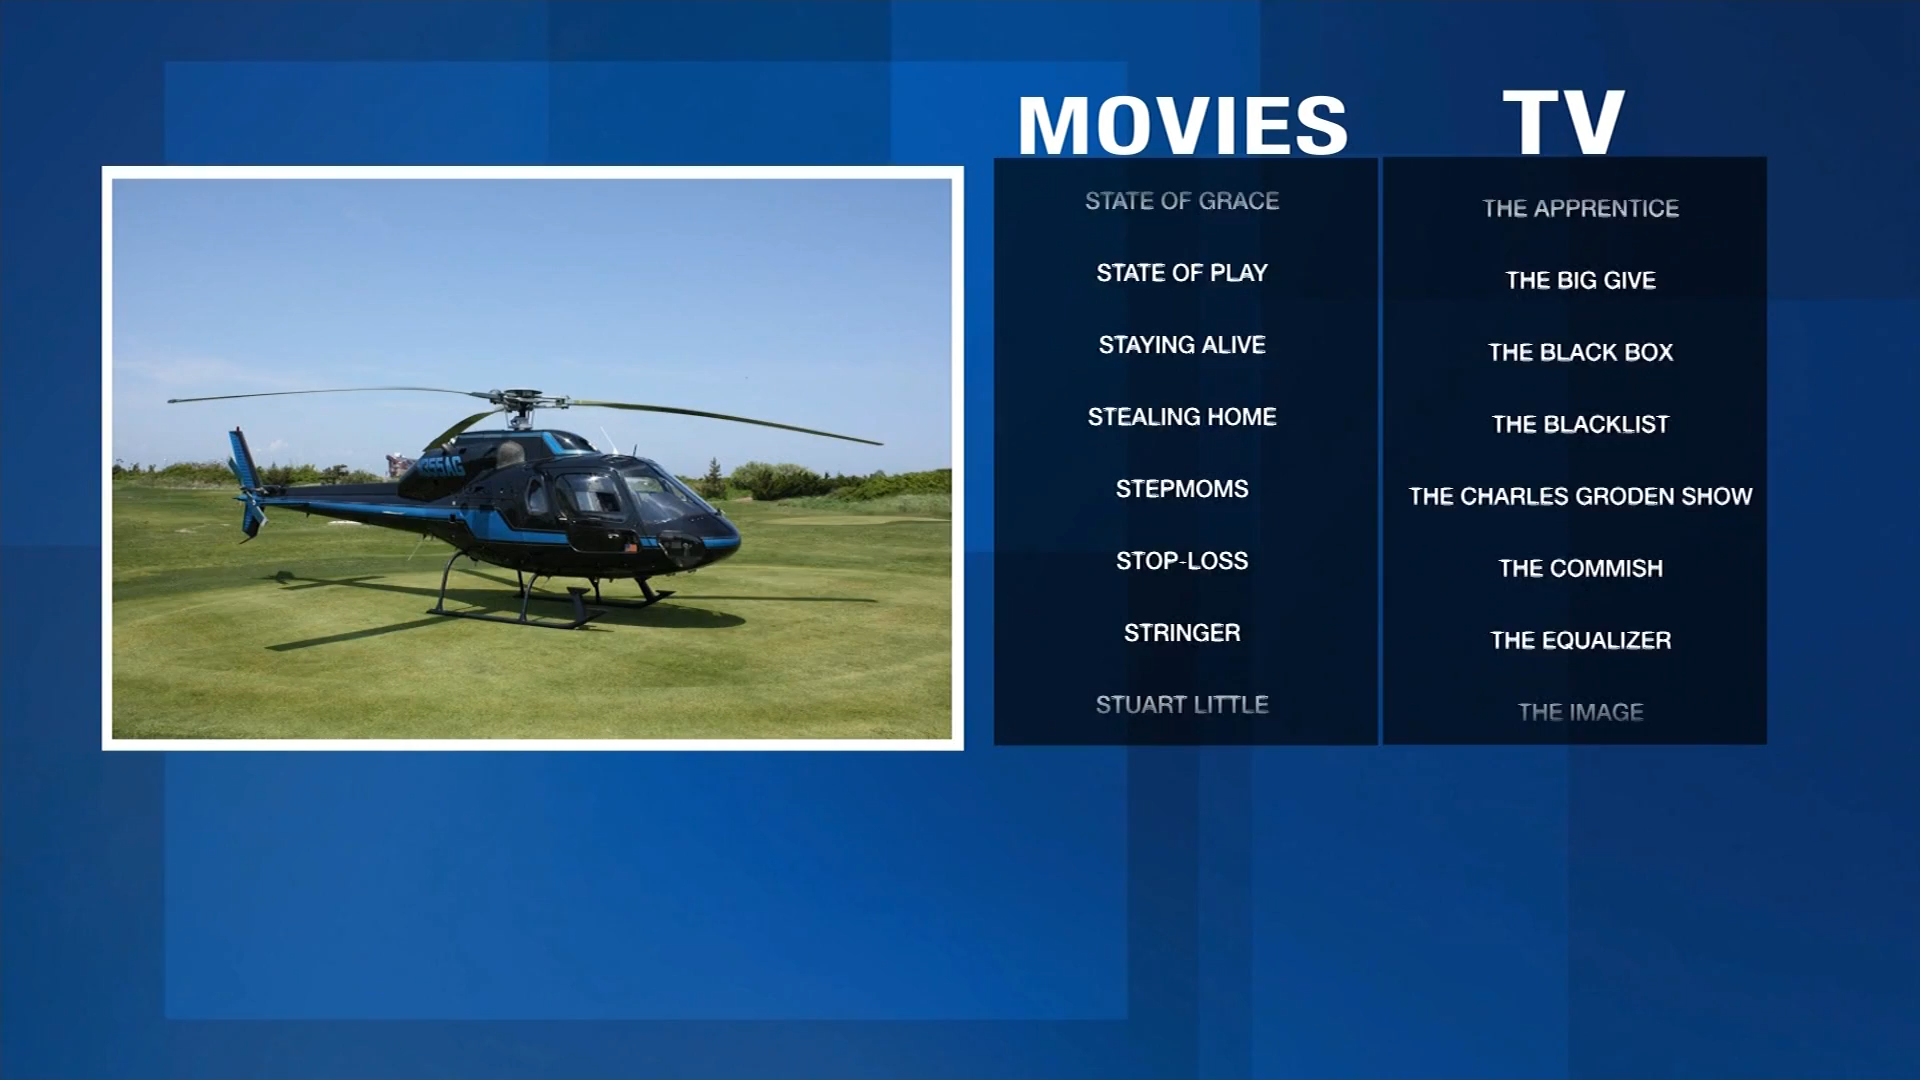 MOVIES
STATE OF GRACE
STATE OF PLAY
STAYING ALIVE
STEALING HOME
STEPMOMS
STOP-LOSS
STRINGER
STUART LITTLE
TV
THE APPRENTICE
THE BIG GIVE
THE BLACK BOX
THE BLACKLIST
THE CHARLES GRODEN SHOW
THE COMMISH
THE EQUALIZER
THE IMAGE